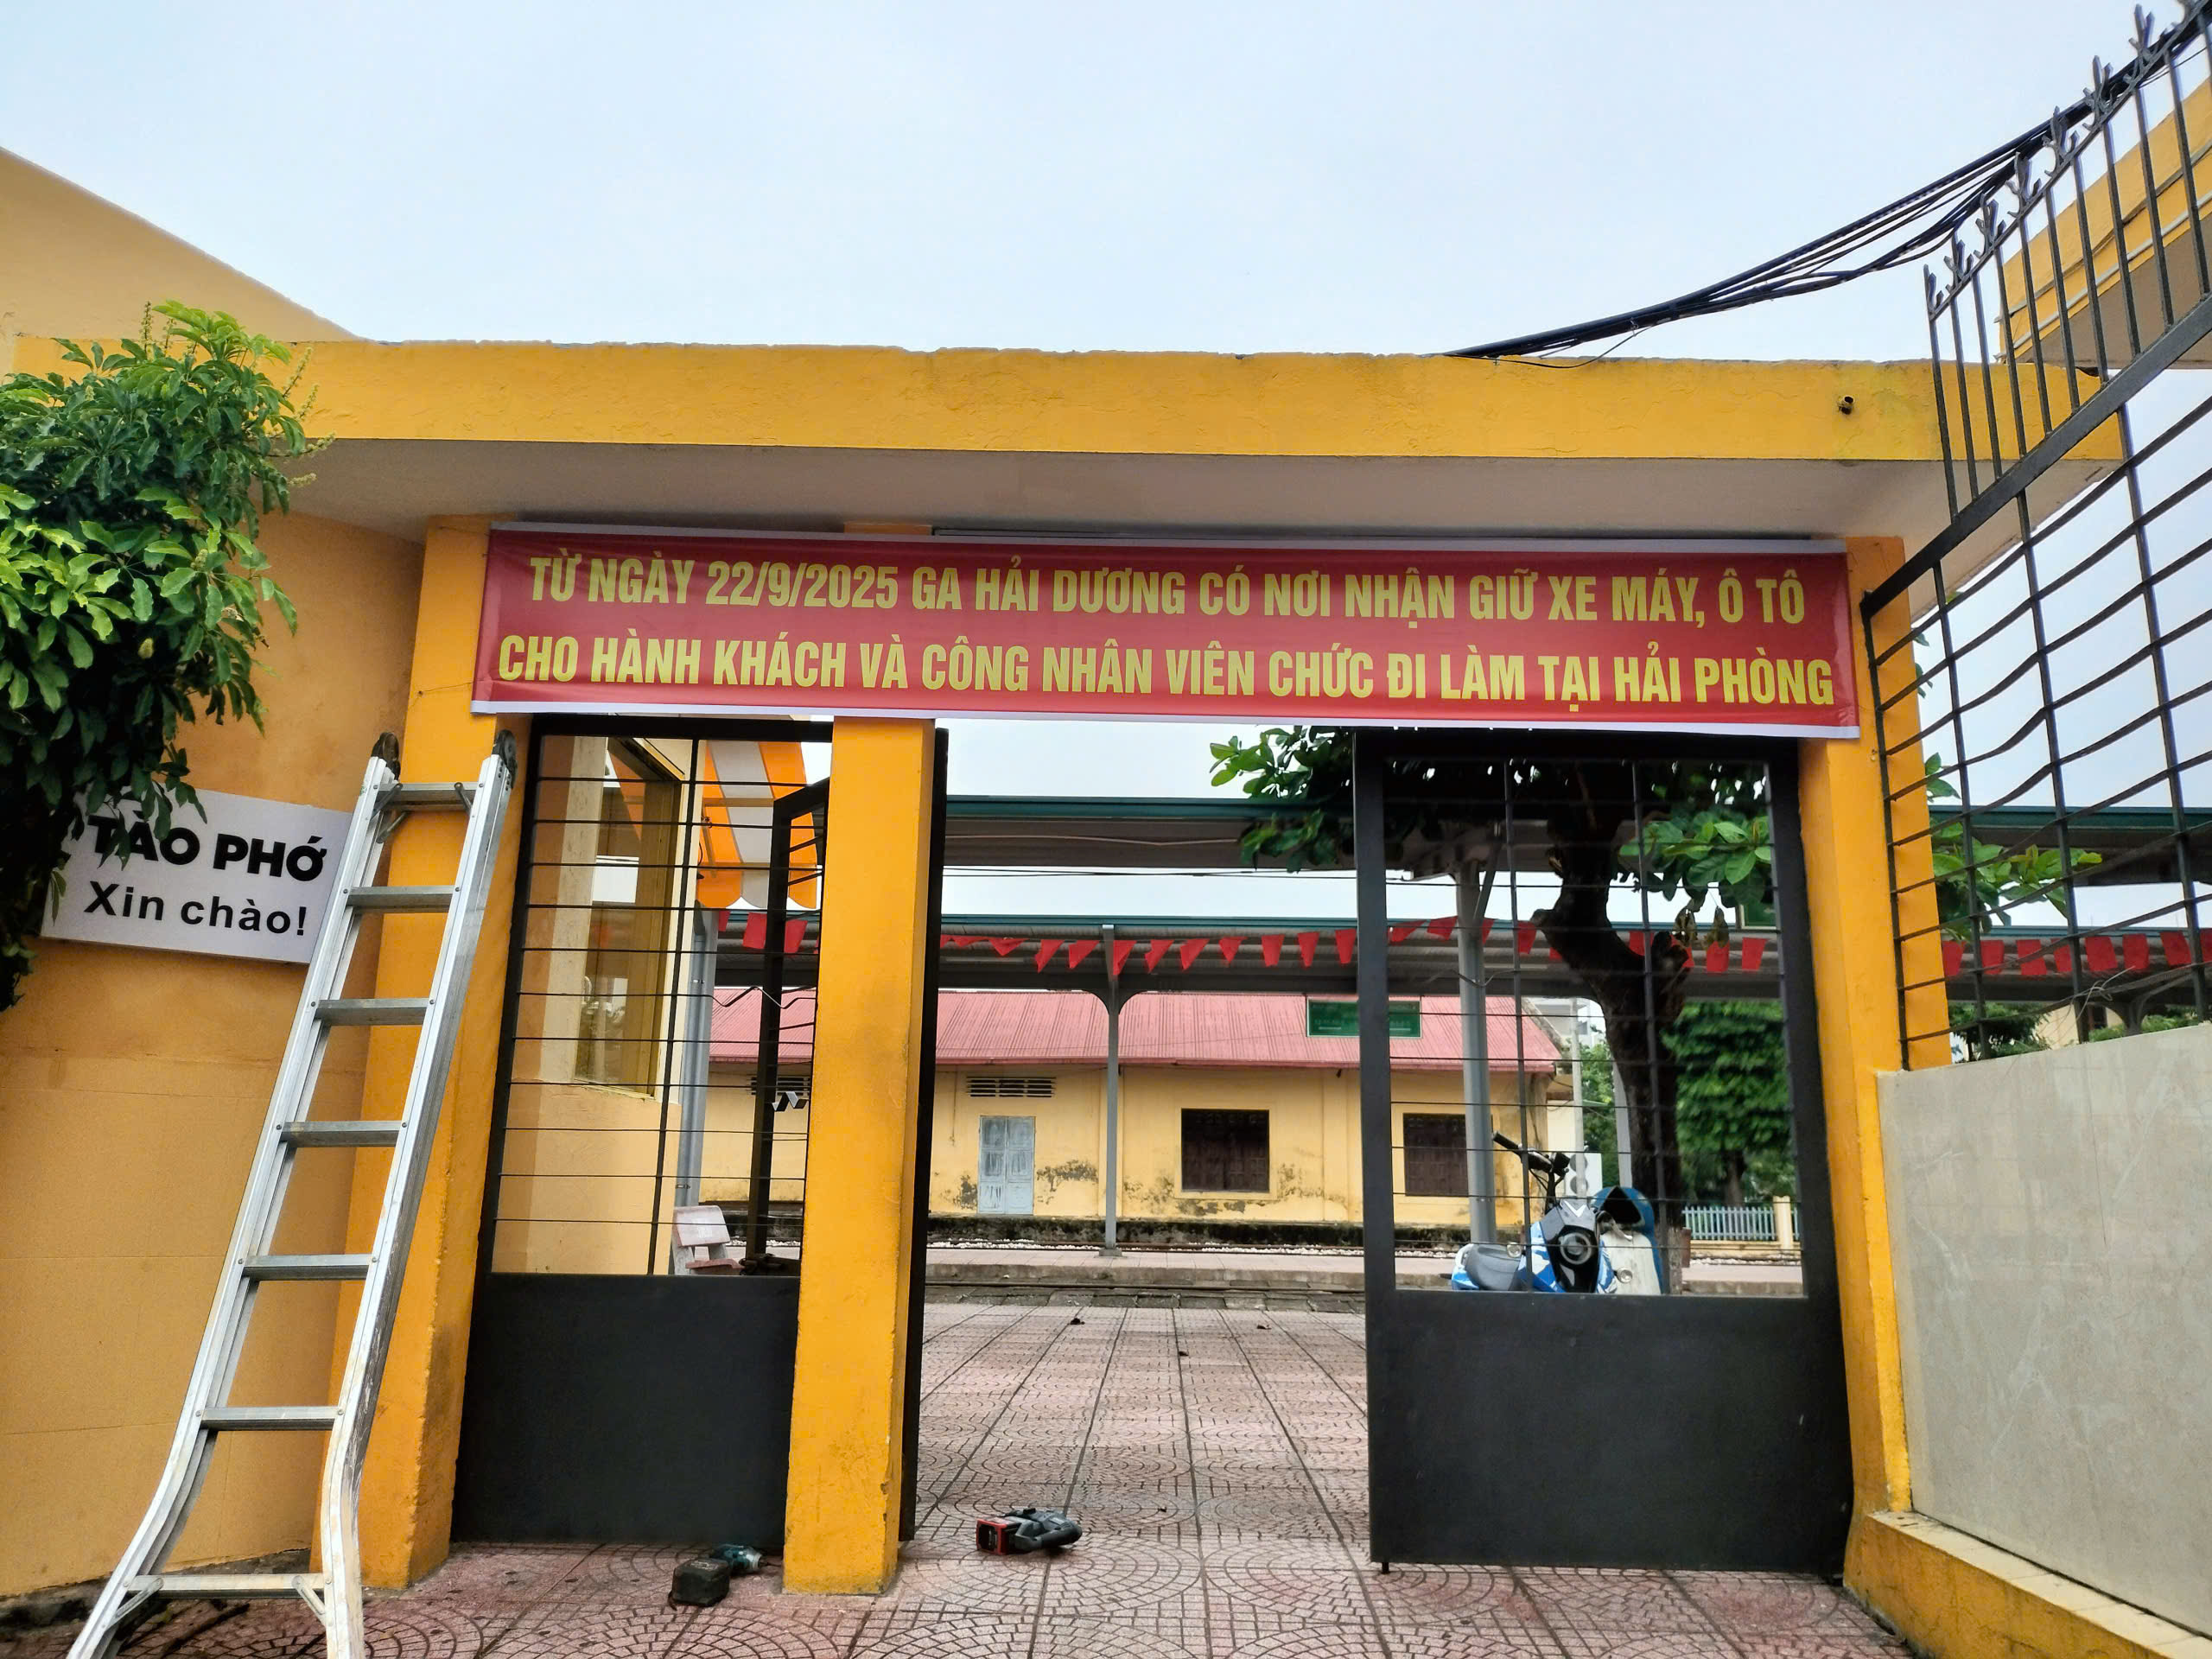 TỪ NGÀY 22/9/2025 GA HẢI DƯƠNG CÓ NƠI NHẬN GIỮ XE MÁY, Ô TÔ
CHO HÀNH KHÁCH VÀ CÔNG NHÂN VIÊN CHỨC ĐI LÀM TẠI HẢI PHÒNG
TÀO PHỚ
Xin chào!